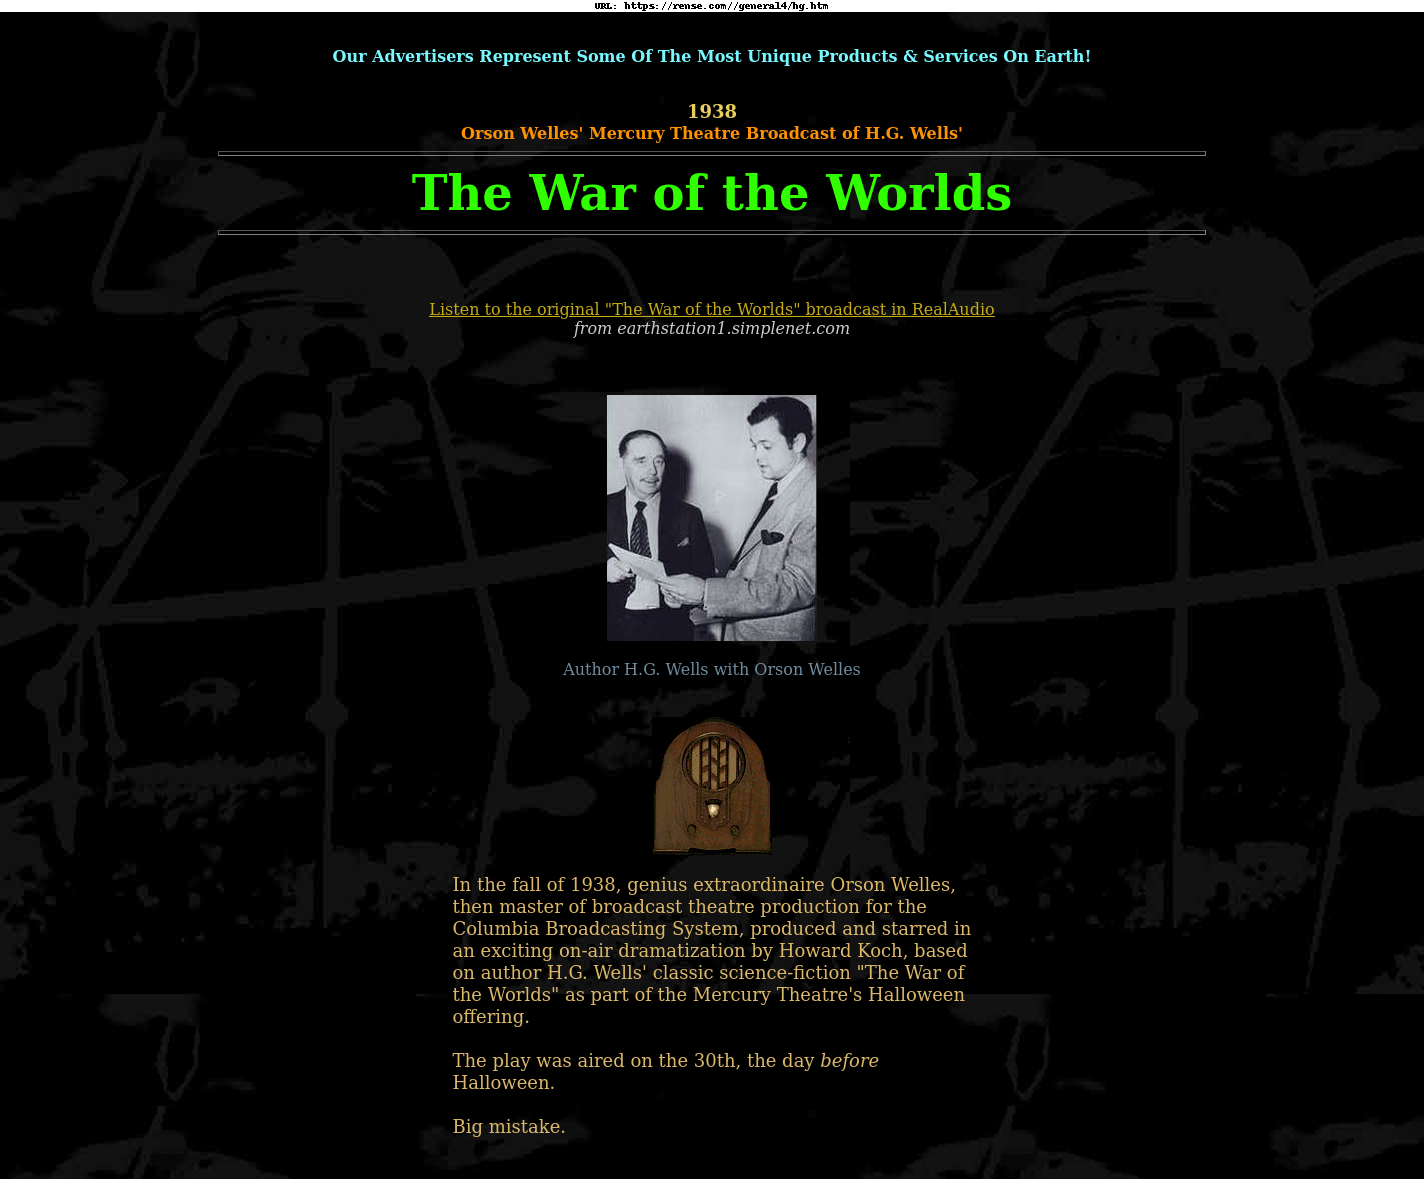 URL: https://rense.com//general4/hg.htm
Our Advertisers Represent Some Of The Most Unique Products & Services On Earth!
1938
Orson Welles' Mercury Theatre Broadcast of H.G. Wells'
The War of the Worlds
Listen to the original "The War of the Worlds" broadcast in RealAudio
from earthstation1.simplenet.com
Author H.G. Wells with Orson Welles
In the fall of 1938, genius extraordinaire Orson Welles,
then master of broadcast theatre production for the
Columbia Broadcasting System, produced and starred in
an exciting on-air dramatization by Howard Koch, based
on author H.G. Wells' classic science-fiction "The War of
the Worlds" as part of the Mercury Theatre's Halloween
offering.
The play was aired on the 30th, the day before
Halloween.
Big mistake.